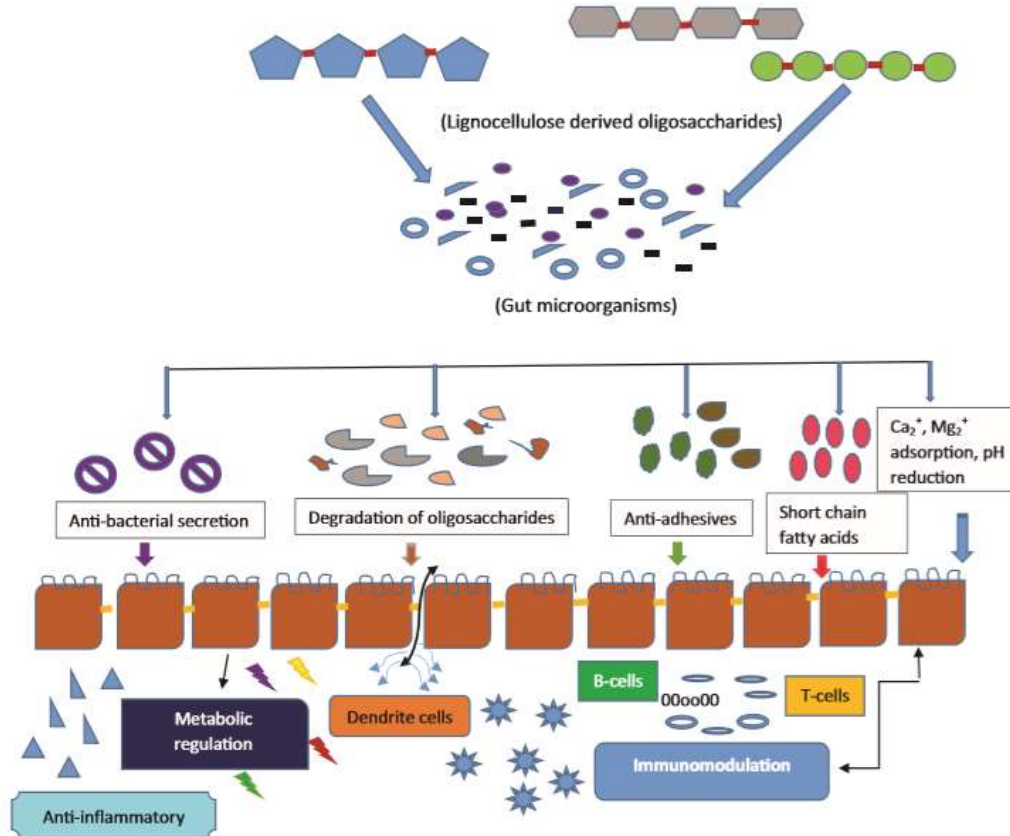 (Lignocellulose derived oligosaccharides)
(Gut microorganisms)
Ca₂⁺, Mg₂⁺
adsorption, pH
reduction
Anti-bacterial secretion
Degradation of oligosaccharides
Anti-adhesives
Short chain
fatty acids
B-cells
00oo00
T-cells
Metabolic
regulation
Dendrite cells
Immunomodulation
Anti-inflammatory